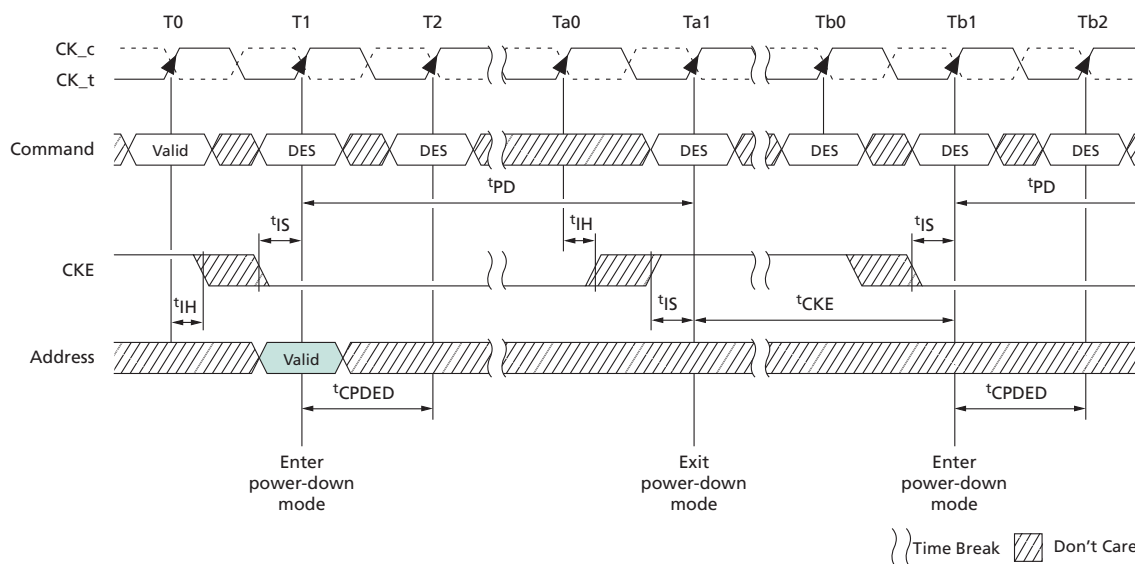 T0 T1 T2 Ta0 Ta1 Tb0 Tb1 Tb2
CK_c
CK_t
Command Valid DES DES DES DES DES DES
tPD tPD
tIH tIS
tIS
CKE
tIH tIS tCKE
Address Valid
tCPDED tCPDED
Enter power-down mode
Exit power-down mode
Enter power-down mode
Time Break Don't Care